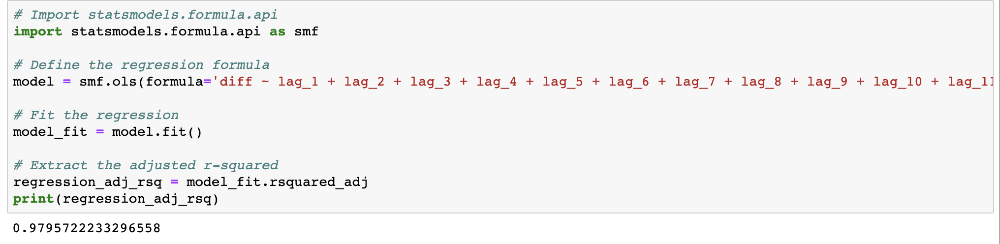 # Import statsmodels.formula.api
import statsmodels.formula.api as smf
# Define the regression formula
model = smf.ols(formula='diff ~ lag_1 + lag_2 + lag_3 + lag_4 + lag_5 + lag_6 + lag_7 + lag_8 + lag_9 + lag_10 + lag_11
# Fit the regression
model_fit = model.fit()
# Extract the adjusted r-squared
regression_adj_rsq = model_fit.rsquared_adj
print(regression_adj_rsq)
0.9795722233296558